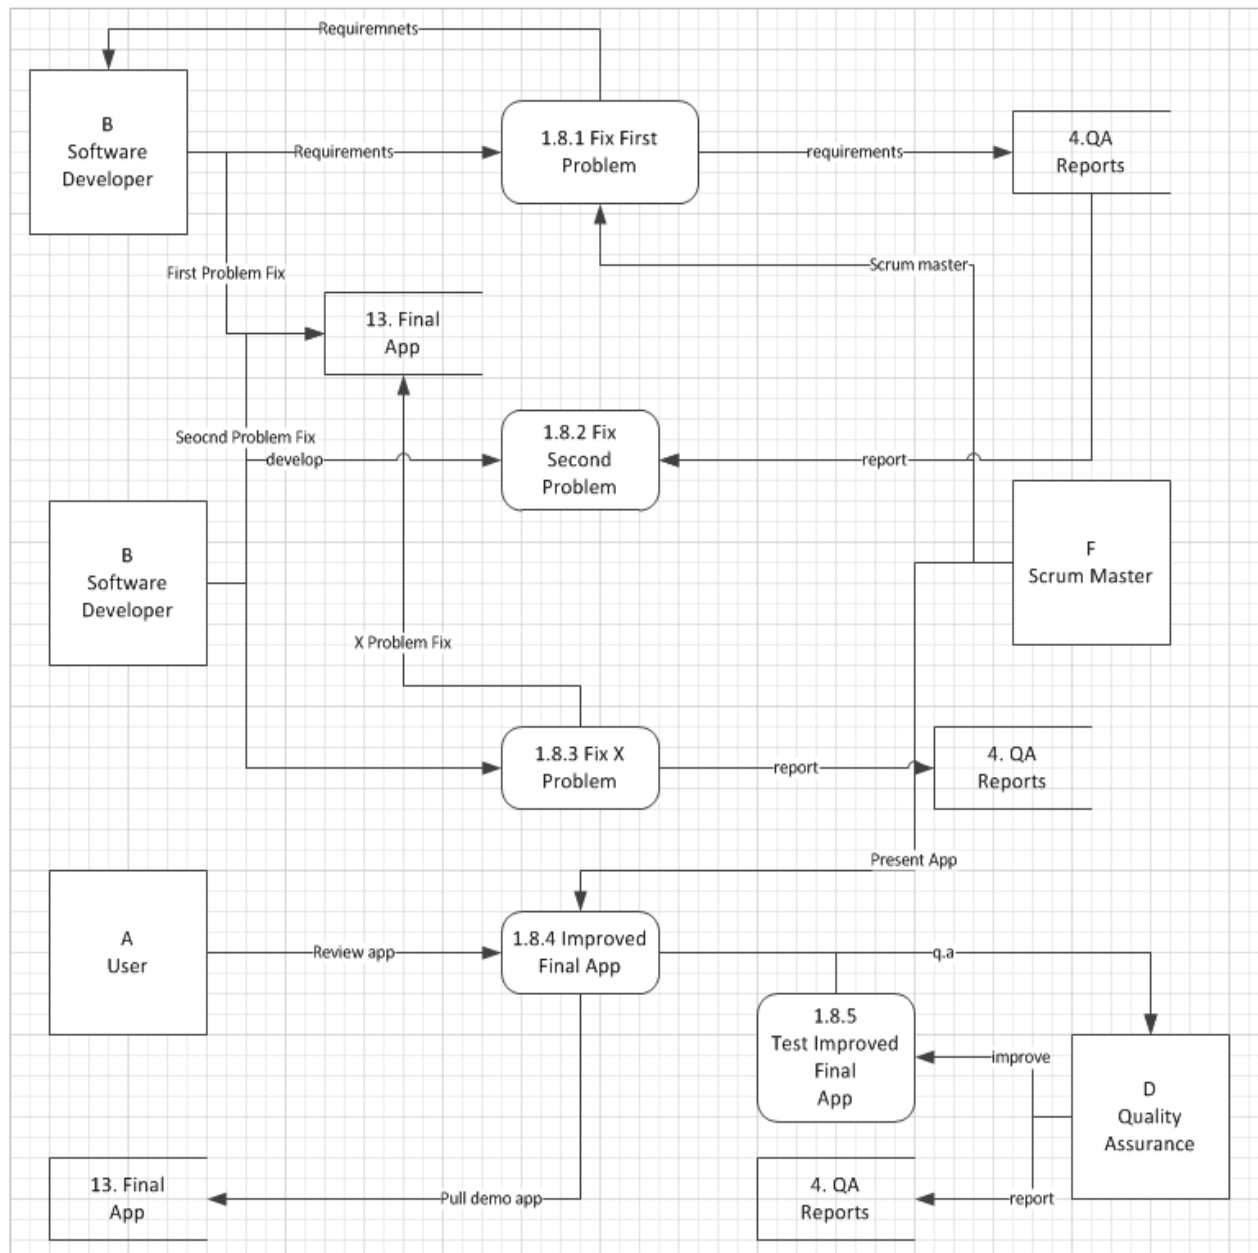 Requiremnets
B
Software
Developer
Requirements
1.8.1 Fix First
Problem
requirements
4.QA
Reports
First Problem Fix
Scrum master
13. Final
App
Seocnd Problem Fix
develop
1.8.2 Fix
Second
Problem
report
B
Software
Developer
F
Scrum Master
X Problem Fix
1.8.3 Fix X
Problem
report
4. QA
Reports
Present App
A
User
Review app
1.8.4 Improved
Final App
q.a
1.8.5
Test Improved
Final
App
improve
D
Quality
Assurance
13. Final
App
Pull demo app
4. QA
Reports
report